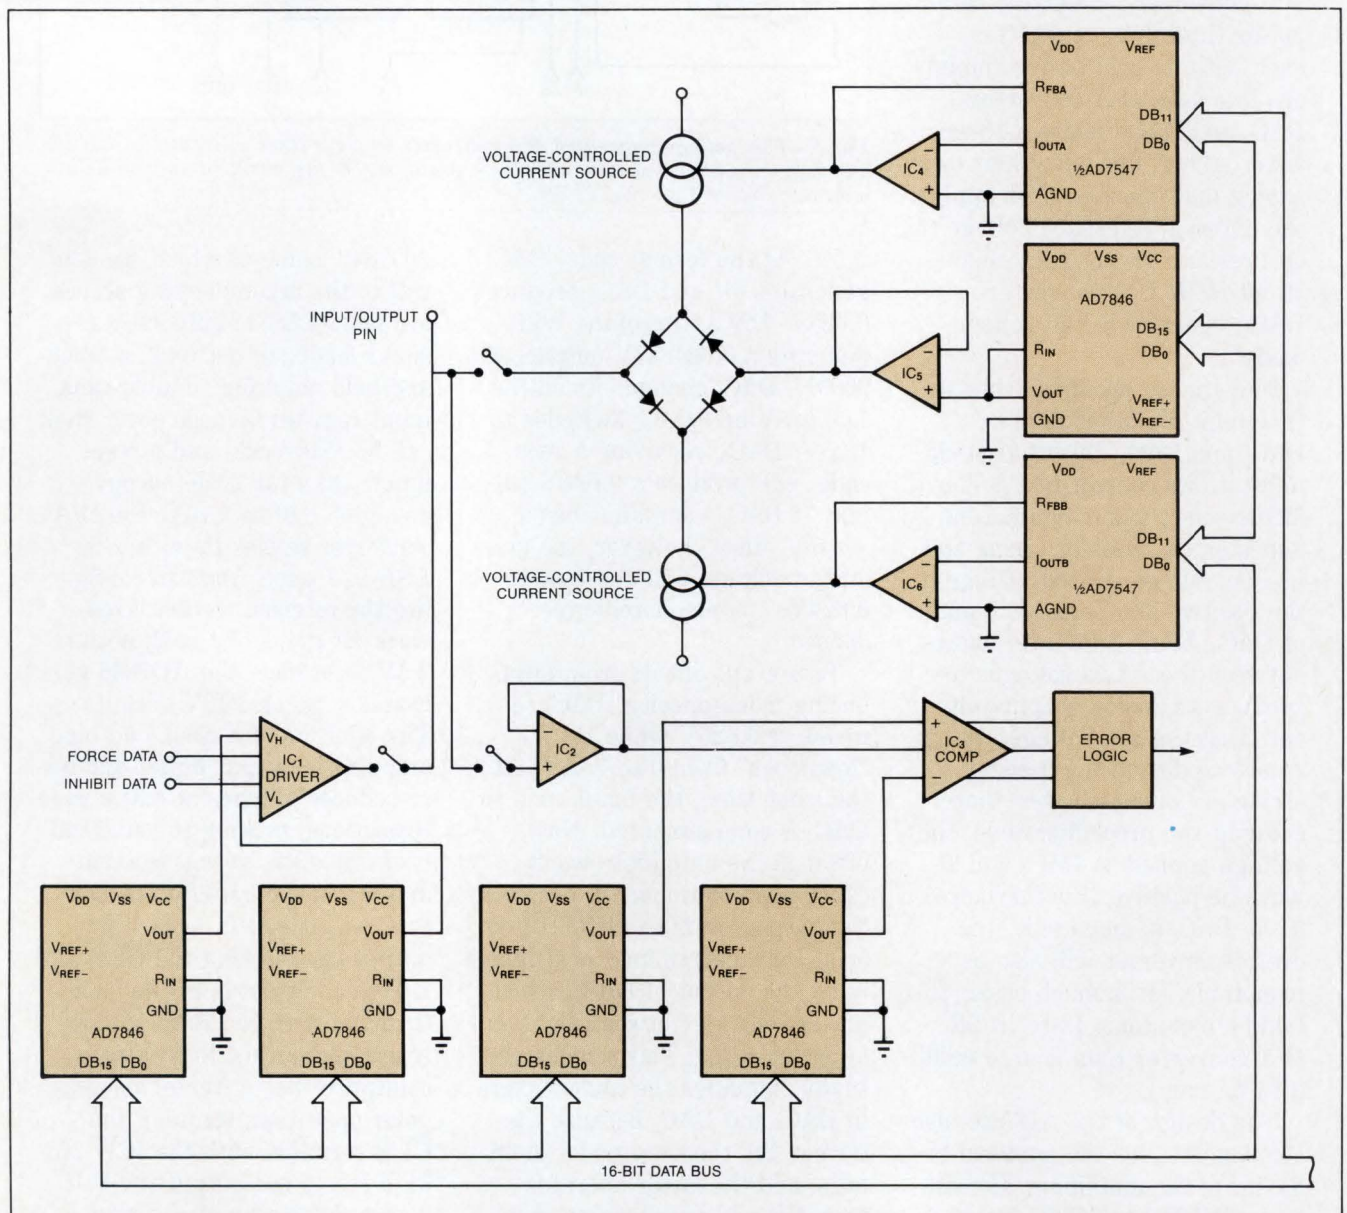 VDD VREF
RFBA
DB11
DB0
IOUTA
½AD7547
AGND
VOLTAGE-CONTROLLED
CURRENT SOURCE
IC4
−
+
VDD VSS VCC
AD7846
INPUT/OUTPUT
PIN
DB15
DB0
RIN
IC5
−
+
VOUT
VREF+
VREF−
GND
VDD VREF
RFBB
DB11
DB0
IOUTB
½AD7547
AGND
VOLTAGE-CONTROLLED
CURRENT SOURCE
IC6
−
+
FORCE DATA
INHIBIT DATA
VH
IC1
DRIVER
VL
−
IC2
+
+
IC3
COMP
−
ERROR
LOGIC
VDD VSS VCC
VOUT
VREF+
VREF−
RIN
GND
AD7846
DB15 DB0
VDD VSS VCC
VOUT
VREF+
VREF−
RIN
GND
AD7846
DB15 DB0
VDD VSS VCC
VOUT
VREF+
VREF−
RIN
GND
AD7846
DB15 DB0
VDD VSS VCC
VOUT
VREF+
VREF−
RIN
GND
AD7846
DB15 DB0
16-BIT DATA BUS